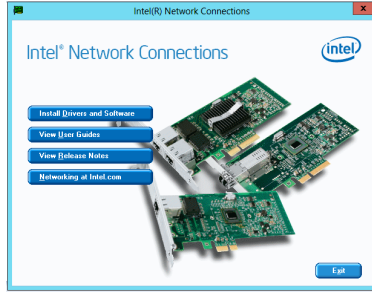 Intel(R) Network Connections
x
Intel® Network Connections
intel
Install Drivers and Software
View User Guides
View Release Notes
Networking at Intel.com
Exit